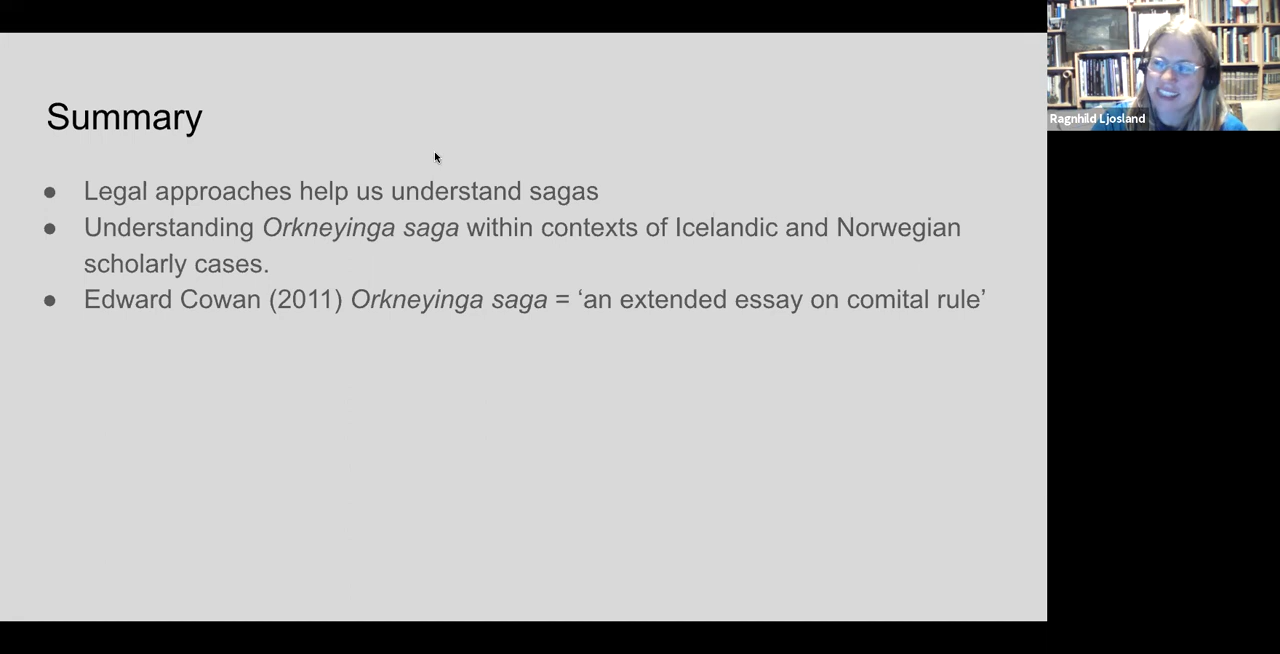 Summary
● Legal approaches help us understand sagas
● Understanding Orkneyinga saga within contexts of Icelandic and Norwegian
scholarly cases.
● Edward Cowan (2011) Orkneyinga saga = ‘an extended essay on comital rule’
Ragnhild Ljosland